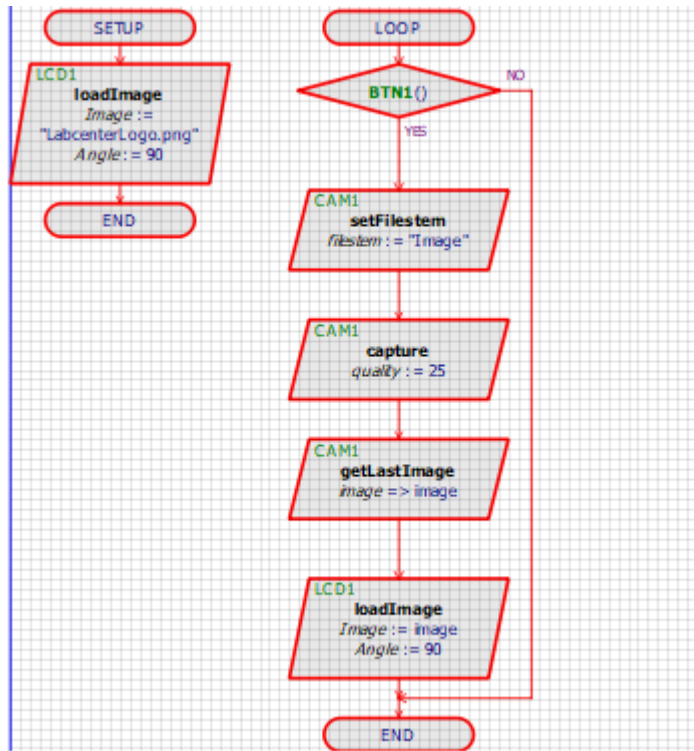 SETUP
LCD1
loadImage
Image :=
"LabcenterLogo.png"
Angle := 90
END
LOOP
BTN1()
NO
YES
CAM1
setFilestem
filestem := "Image"
CAM1
capture
quality := 25
CAM1
getLastImage
image => image
LCD1
loadImage
Image := image
Angle := 90
END